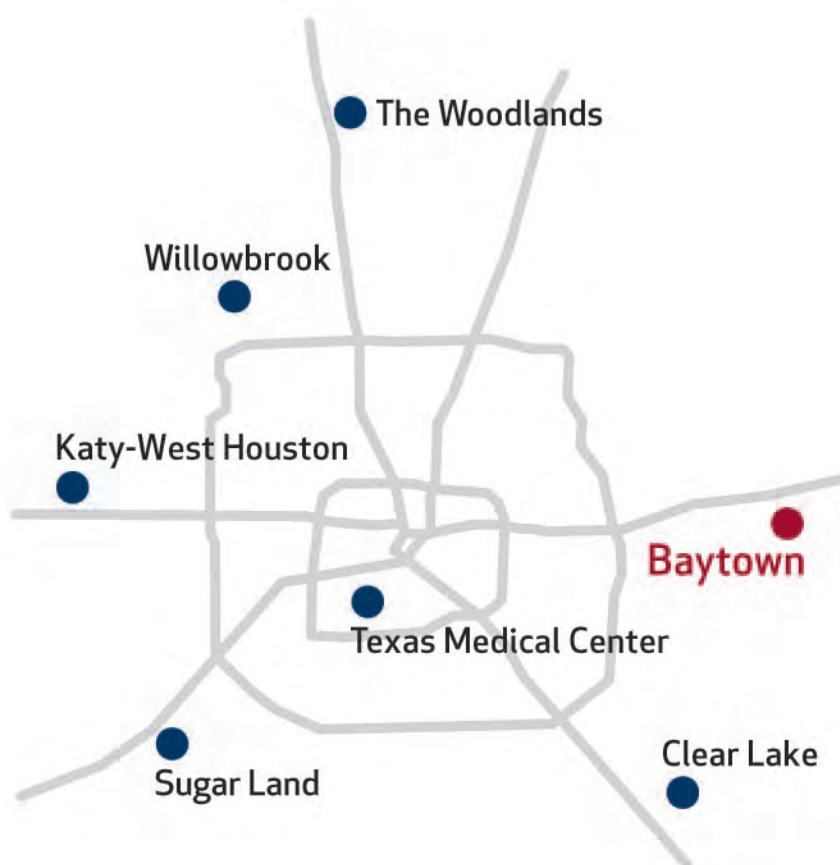 The Woodlands
Willowbrook
Katy-West Houston
Baytown
Texas Medical Center
Clear Lake
Sugar Land